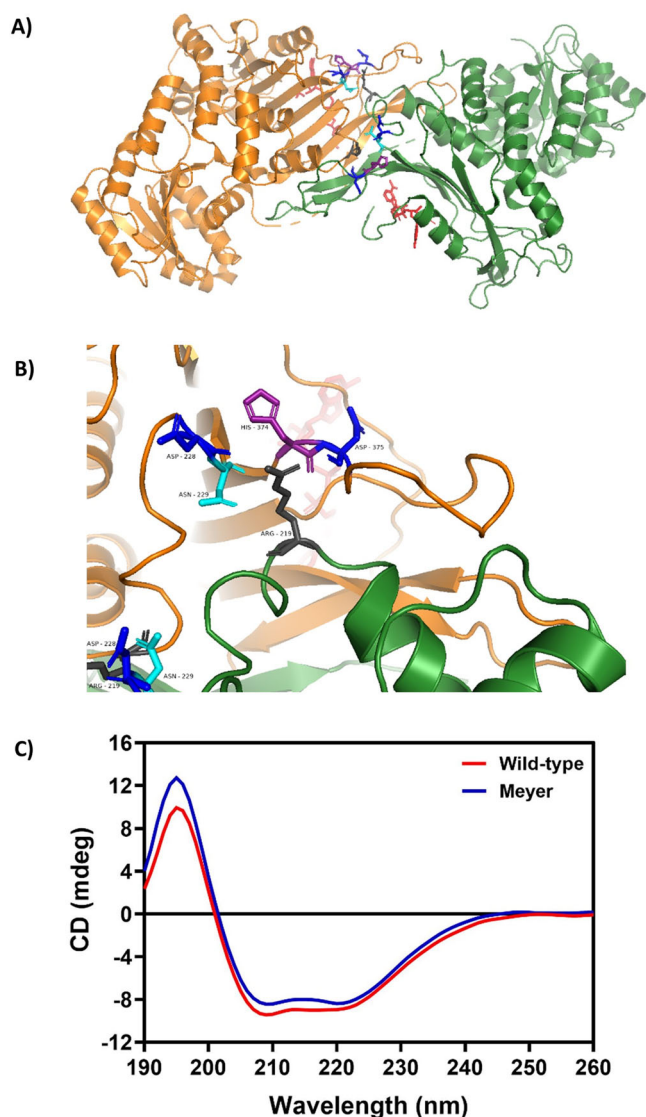 A)
B)
HIS - 374
ASP - 228
ASP - 375
ASN - 229
ARG - 219
ASP - 228
ARG - 219
ASN - 229
C)
16
12
8
4
0
-4
-8
-12
CD (mdeg)
Wild-type
Meyer
190 200 210 220 230 240 250 260
Wavelength (nm)